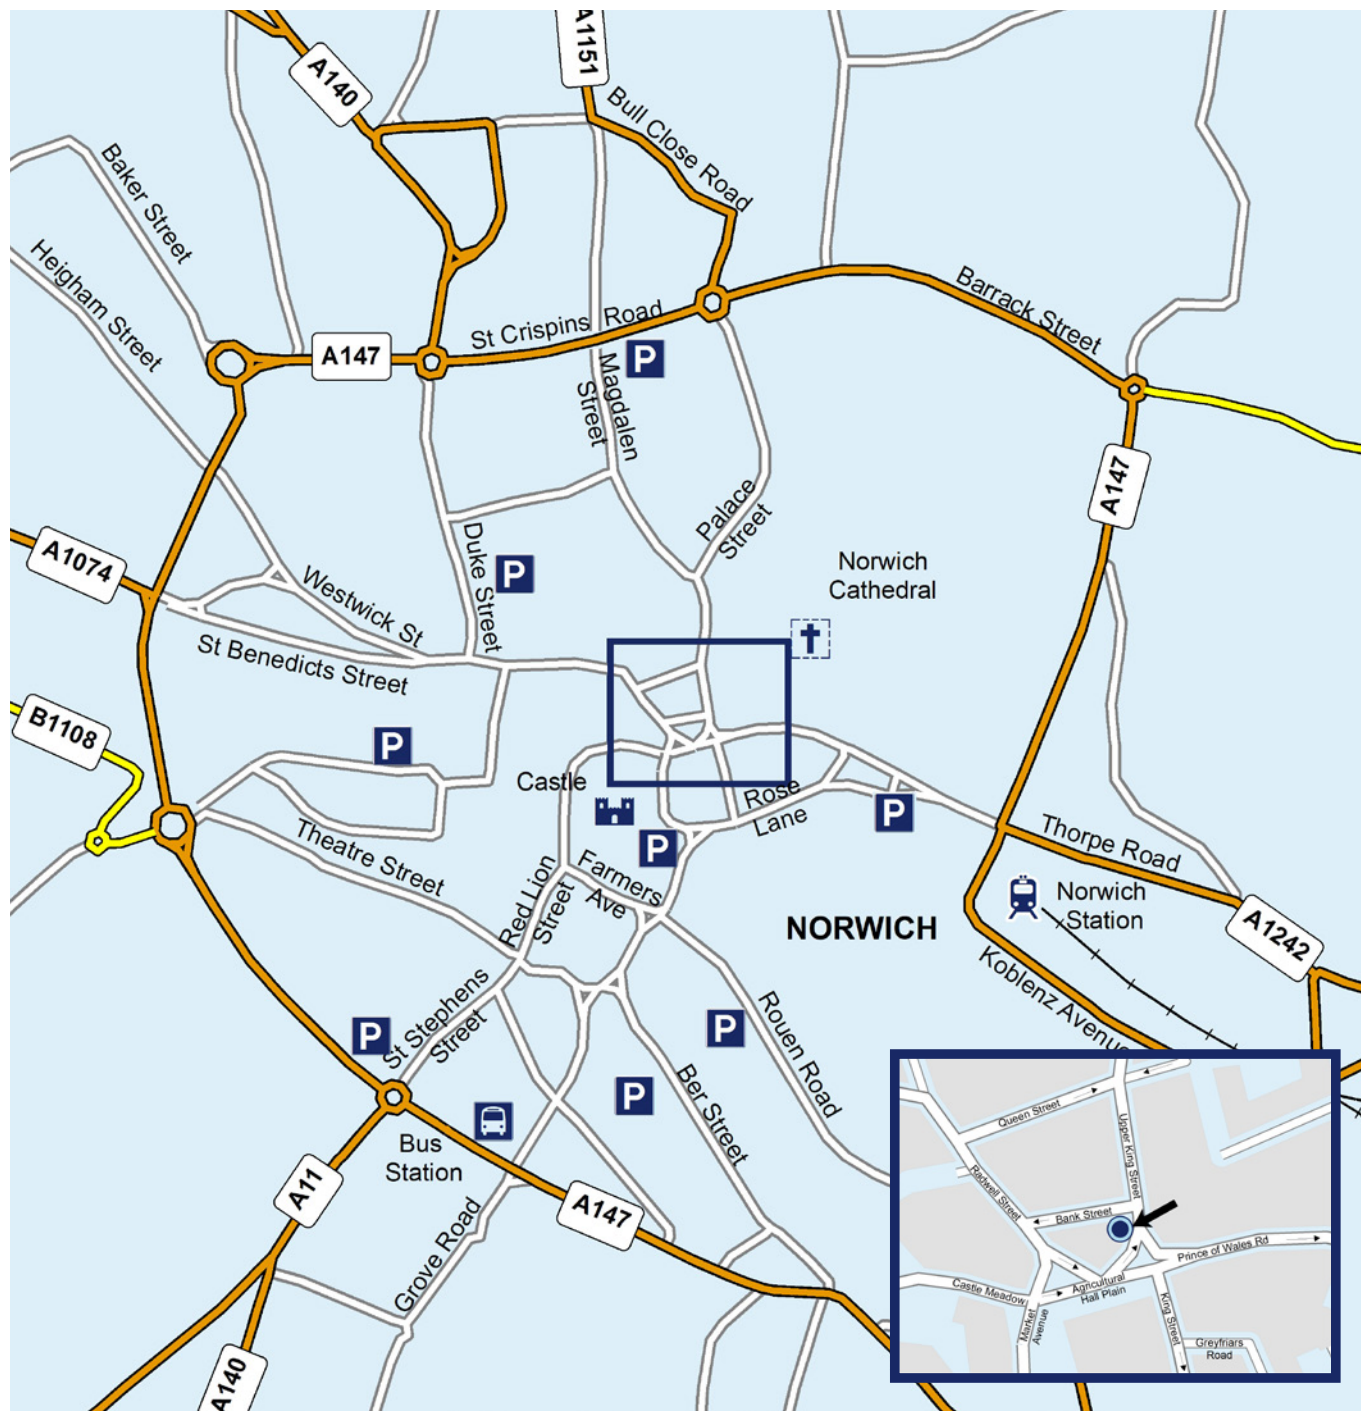 A1151
A140
Bull Close Road
Baker Street
Heigham Street
Barrack Street
St Crispins Road
A147
P
Magdalen
Street
A147
Palace
Street
A1074
Duke Street
P
Norwich
Cathedral
Westwick St
St Benedicts Street
B1108
P
Castle
Rose
Lane
P
Thorpe Road
Theatre Street
P
Farmers
Ave
Red Lion
Street
Norwich
Station
NORWICH
A1242
Koblenz Avenue
St Stephens
Street
P
P
Rouen Road
P
Ber Street
Bus
Station
A11
A147
Grove Road
A140
Queen Street
Upper King Street
Radwell Street
Bank Street
Prince of Wales Rd
Castle Meadow
Agricultural
Hall Plain
Market
Avenue
King Street
Greyfriars
Road